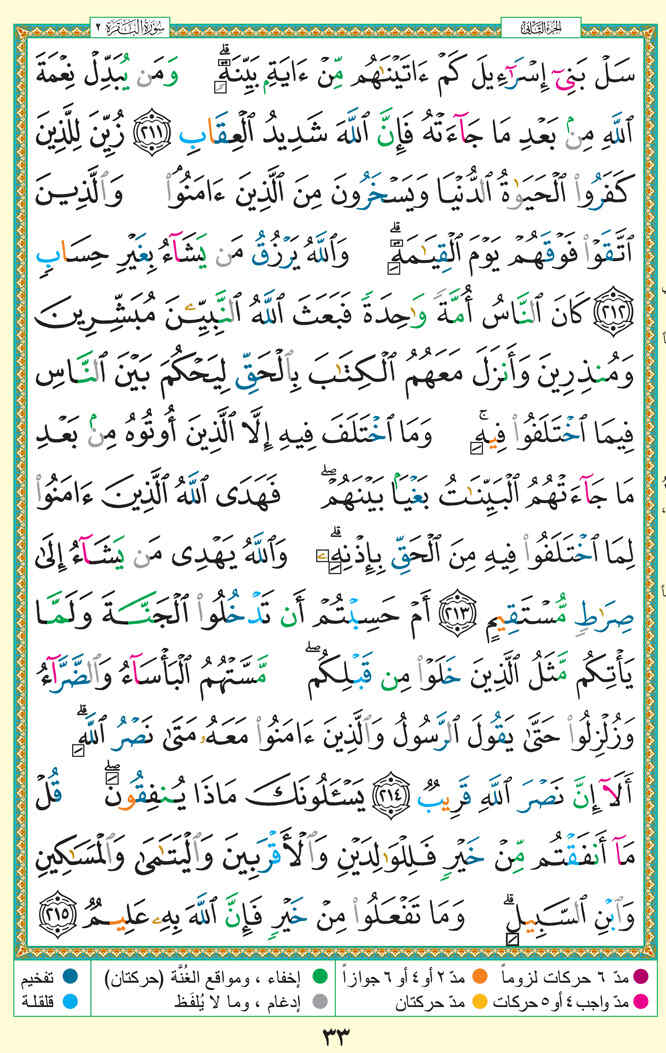 الجزء الثاني
سورة البقرة ٢
سَلۡ بَنِىٓ إِسۡرَٰٓءِيلَ كَمۡ ءَاتَيۡنَٰهُم مِّنۡ ءَايَةِۭ بَيِّنَةٖۗ وَمَن يُبَدِّلۡ نِعۡمَةَ
ٱللَّهِ مِنۢ بَعۡدِ مَا جَآءَتۡهُ فَإِنَّ ٱللَّهَ شَدِيدُ ٱلۡعِقَابِ ٢١١ زُيِّنَ لِلَّذِينَ
كَفَرُواْ ٱلۡحَيَوٰةُ ٱلدُّنۡيَا وَيَسۡخَرُونَ مِنَ ٱلَّذِينَ ءَامَنُواْۘ وَٱلَّذِينَ
ٱتَّقَوۡاْ فَوۡقَهُمۡ يَوۡمَ ٱلۡقِيَٰمَةِۗ وَٱللَّهُ يَرۡزُقُ مَن يَشَآءُ بِغَيۡرِ حِسَابٖ
٢١٢ كَانَ ٱلنَّاسُ أُمَّةٗ وَٰحِدَةٗ فَبَعَثَ ٱللَّهُ ٱلنَّبِيِّـۧنَ مُبَشِّرِينَ
وَمُنذِرِينَ وَأَنزَلَ مَعَهُمُ ٱلۡكِتَٰبَ بِٱلۡحَقِّ لِيَحۡكُمَ بَيۡنَ ٱلنَّاسِ
فِيمَا ٱخۡتَلَفُواْ فِيهِۚ وَمَا ٱخۡتَلَفَ فِيهِ إِلَّا ٱلَّذِينَ أُوتُوهُ مِنۢ بَعۡدِ
مَا جَآءَتۡهُمُ ٱلۡبَيِّنَٰتُ بَغۡيَۢا بَيۡنَهُمۡۖ فَهَدَى ٱللَّهُ ٱلَّذِينَ ءَامَنُواْ
لِمَا ٱخۡتَلَفُواْ فِيهِ مِنَ ٱلۡحَقِّ بِإِذۡنِهِۦۗ وَٱللَّهُ يَهۡدِى مَن يَشَآءُ إِلَىٰ
صِرَٰطٖ مُّسۡتَقِيمٍ ٢١٣ أَمۡ حَسِبۡتُمۡ أَن تَدۡخُلُواْ ٱلۡجَنَّةَ وَلَمَّا
يَأۡتِكُم مَّثَلُ ٱلَّذِينَ خَلَوۡاْ مِن قَبۡلِكُمۖ مَّسَّتۡهُمُ ٱلۡبَأۡسَآءُ وَٱلضَّرَّآءُ
وَزُلۡزِلُواْ حَتَّىٰ يَقُولَ ٱلرَّسُولُ وَٱلَّذِينَ ءَامَنُواْ مَعَهُۥ مَتَىٰ نَصۡرُ ٱللَّهِۗ
أَلَآ إِنَّ نَصۡرَ ٱللَّهِ قَرِيبٞ ٢١٤ يَسۡـَٔلُونَكَ مَاذَا يُنفِقُونَۖ قُلۡ
مَآ أَنفَقۡتُم مِّنۡ خَيۡرٖ فَلِلۡوَٰلِدَيۡنِ وَٱلۡأَقۡرَبِينَ وَٱلۡيَتَٰمَىٰ وَٱلۡمَسَٰكِينِ
وَٱبۡنِ ٱلسَّبِيلِۗ وَمَا تَفۡعَلُواْ مِنۡ خَيۡرٖ فَإِنَّ ٱللَّهَ بِهِۦ عَلِيمٞ ٢١٥
مدّ ٦ حركات لزوماً مدّ ٢ أو ٤ أو ٦ جوازاً إخفاء ، ومواقع الغُنَّة (حركتان) تفخيم
مدّ واجب ٤ أو ٥ حركات مدّ حركتان إدغام ، وما لا يُلفَظ قلقلة
٣٣